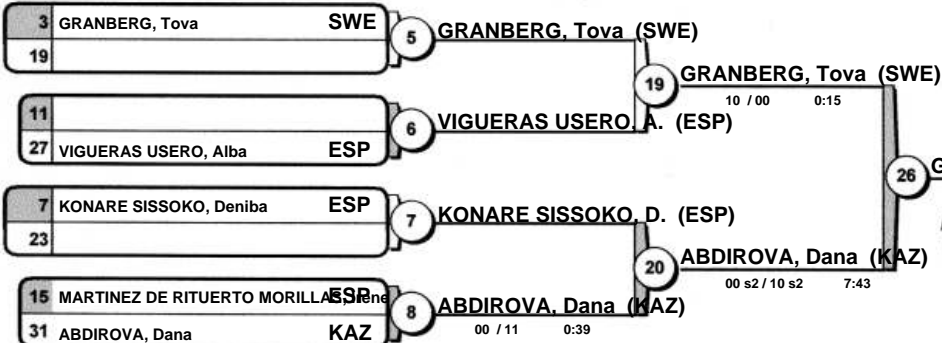 3 GRANBERG, Tova SWE
19
5
GRANBERG, Tova (SWE)
11
27 VIGUERAS USERO, Alba ESP
6
VIGUERAS USERO, A. (ESP)
19
GRANBERG, Tova (SWE)
10 / 00 0:15
7 KONARE SISSOKO, Deniba ESP
23
7
KONARE SISSOKO, D. (ESP)
15 MARTINEZ DE RITUERTO MORILLAS, Irene ESP
31 ABDIROVA, Dana KAZ
8
ABDIROVA, Dana (KAZ)
00 / 11 0:39
20
ABDIROVA, Dana (KAZ)
00 s2 / 10 s2 7:43
26
G